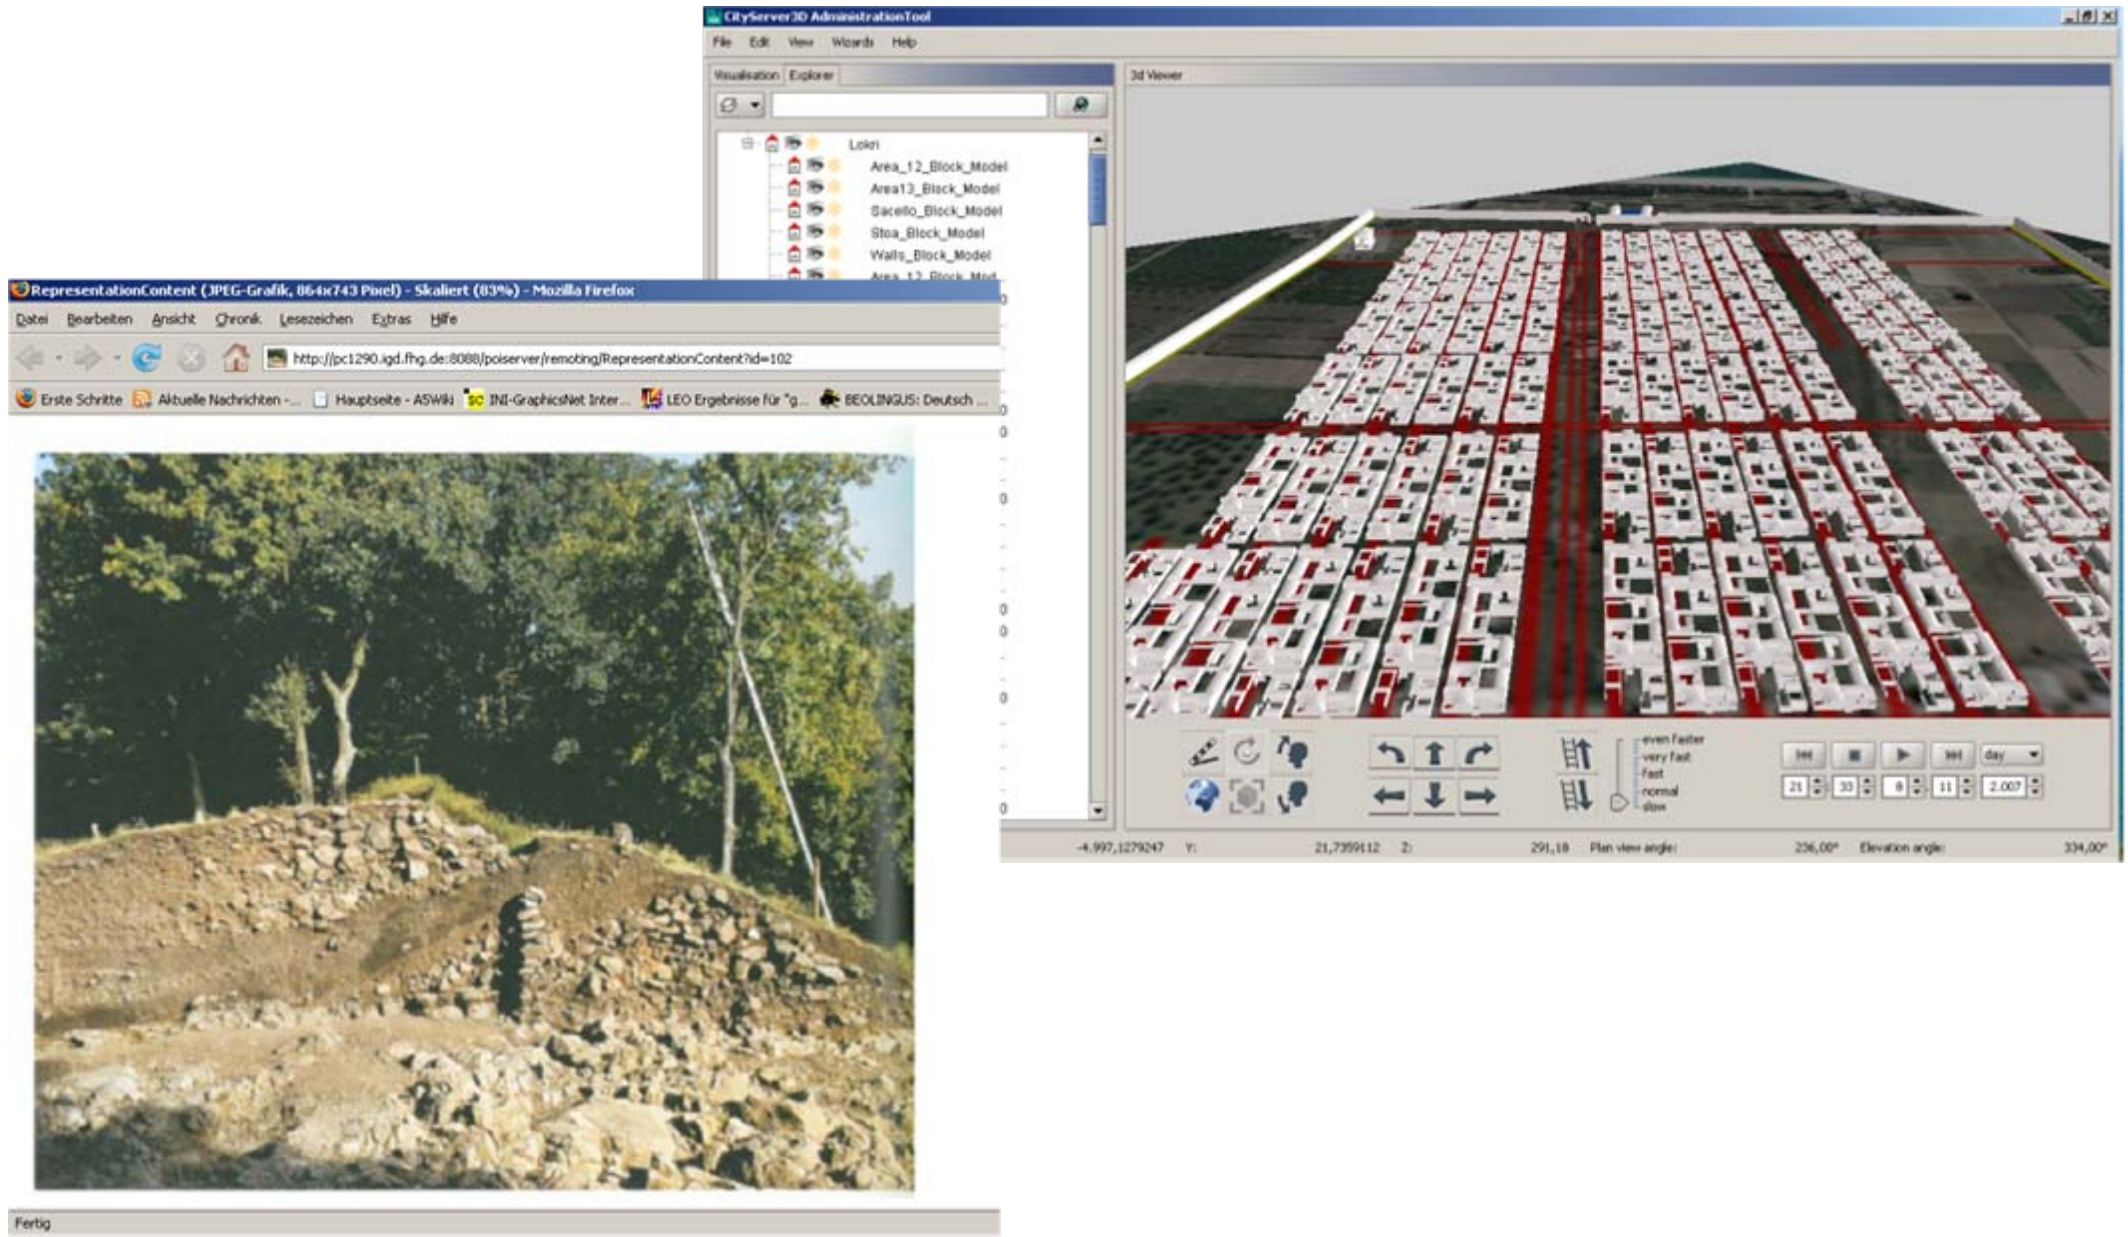 CityServer3D AdministrationTool
File Edit View Wizards Help
Visualisation Explorer
3d Viewer
Lokri
Area_12_Block_Model
Area13_Block_Model
Sacello_Block_Model
Stoa_Block_Model
Walls_Block_Model
Area_12_Block_Mod
RepresentationContent (JPEG-Grafik, 864x743 Pixel) - Skaliert (83%) - Mozilla Firefox
Datei Bearbeiten Ansicht Chronik Lesezeichen Extras Hilfe
http://pc1290.igd.fhg.de:8088/poiserver/remoting/RepresentationContent?id=102
Erste Schritte Aktuelle Nachrichten -... Hauptseite - A5Wiki INI-GraphicsNet Inter... LEO Ergebnisse für "g... BEOLINGUS: Deutsch ...
even faster
very fast
fast
normal
slow
day
21 33 8 11 2.007
-4.997,1279247 Y: 21,7359112 Z: 291,18 Plan view angle: 236,00° Elevation angle: 334,00°
Fertig